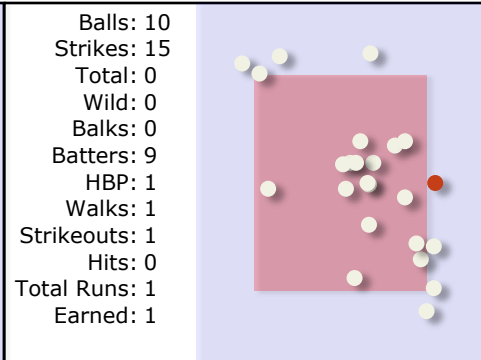 Balls: 10
Strikes: 15
Total: 0
Wild: 0
Balks: 0
Batters: 9
HBP: 1
Walks: 1
Strikeouts: 1
Hits: 0
Total Runs: 1
Earned: 1